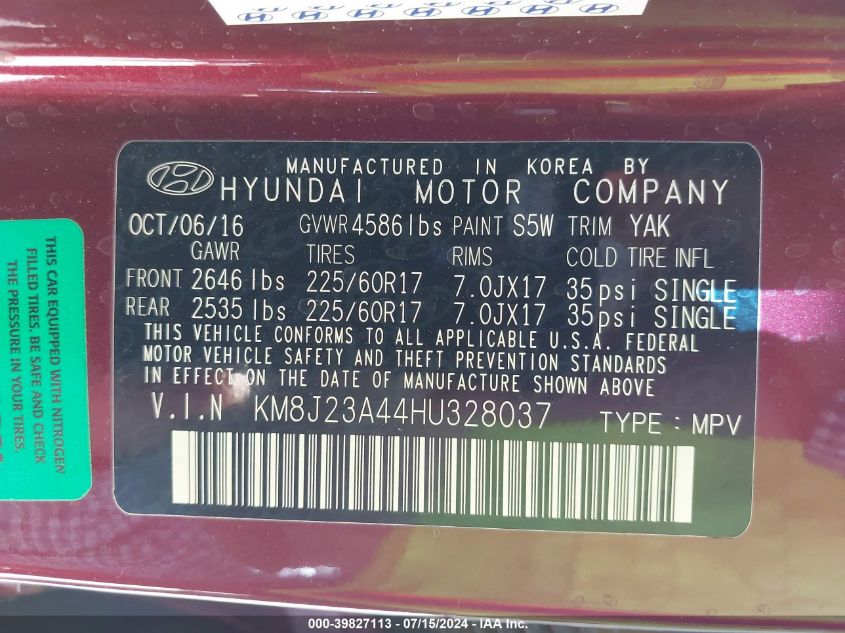 MANUFACTURED IN KOREA BY
HYUNDAI MOTOR COMPANY
OCT/06/16 GVWR 4586 lbs PAINT S5W TRIM YAK
GAWR TIRES RIMS COLD TIRE INFL
FRONT 2646 lbs 225/60R17 7.0JX17 35psi SINGLE
REAR 2535 lbs 225/60R17 7.0JX17 35psi SINGLE
THIS VEHICLE CONFORMS TO ALL APPLICABLE U.S.A. FEDERAL
MOTOR VEHICLE SAFETY AND THEFT PREVENTION STANDARDS
IN EFFECT ON THE DATE OF MANUFACTURE SHOWN ABOVE
V.I.N KM8J23A44HU328037 TYPE : MPV
THIS CAR EQUIPPED WITH NITROGEN
FILLED TIRES. BE SAFE AND CHECK
THE PRESSURE IN YOUR TIRES.
000-39827113 - 07/15/2024 - IAA Inc.